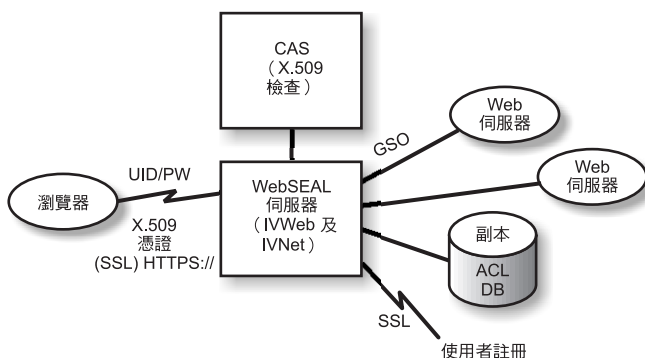 CAS
（X.509
檢查）
Web
伺服器
GSO
Web
伺服器
UID/PW
瀏覽器
WebSEAL
伺服器
（IVWeb 及
IVNet）
X.509
憑證
(SSL) HTTPS://
副本
ACL
DB
SSL
使用者註冊